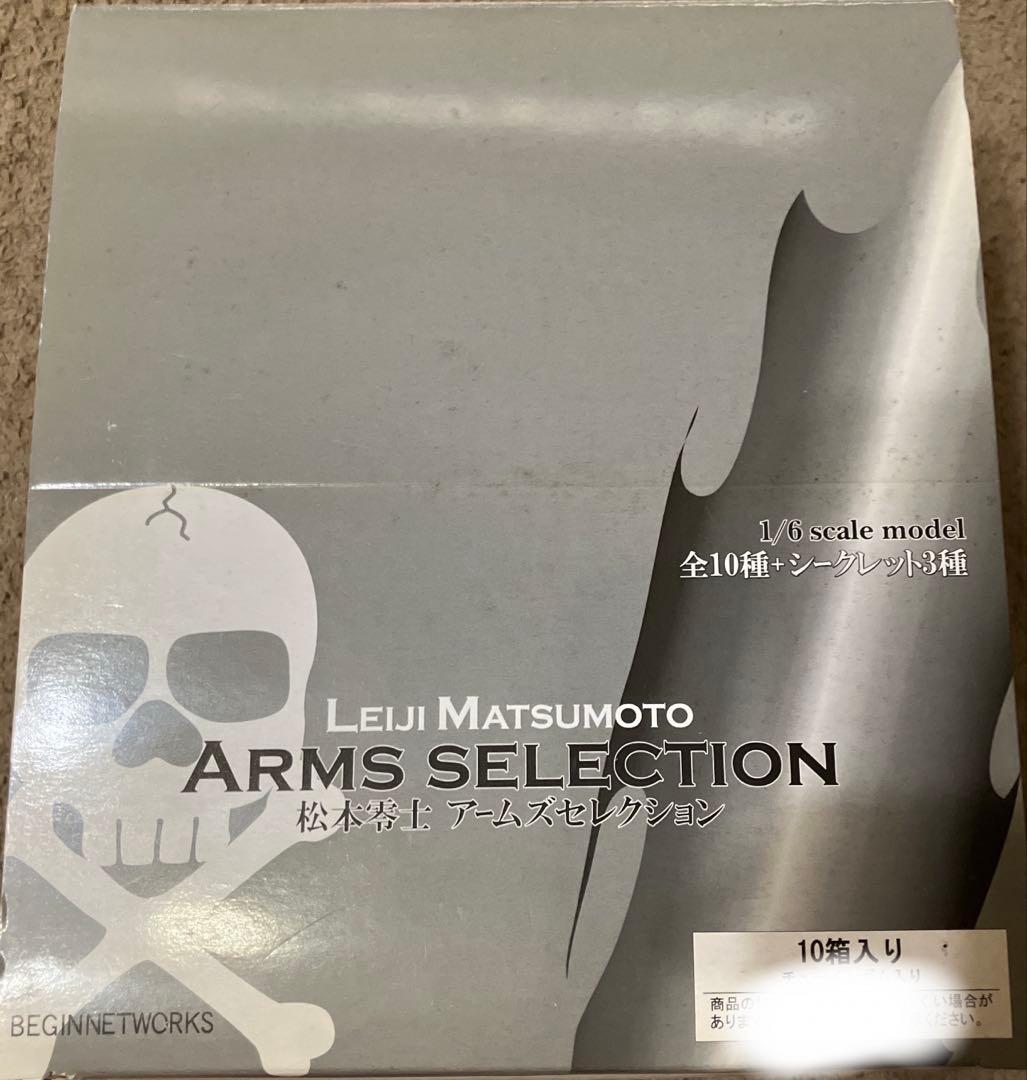 1/6 scale model
全10種+シークレット3種
LEIJI MATSUMOTO
ARMS SELECTION
松本零士 アームズセレクション
10箱入り
入り
商品の い場合が
ありま ください。
BEGINNETWORKS